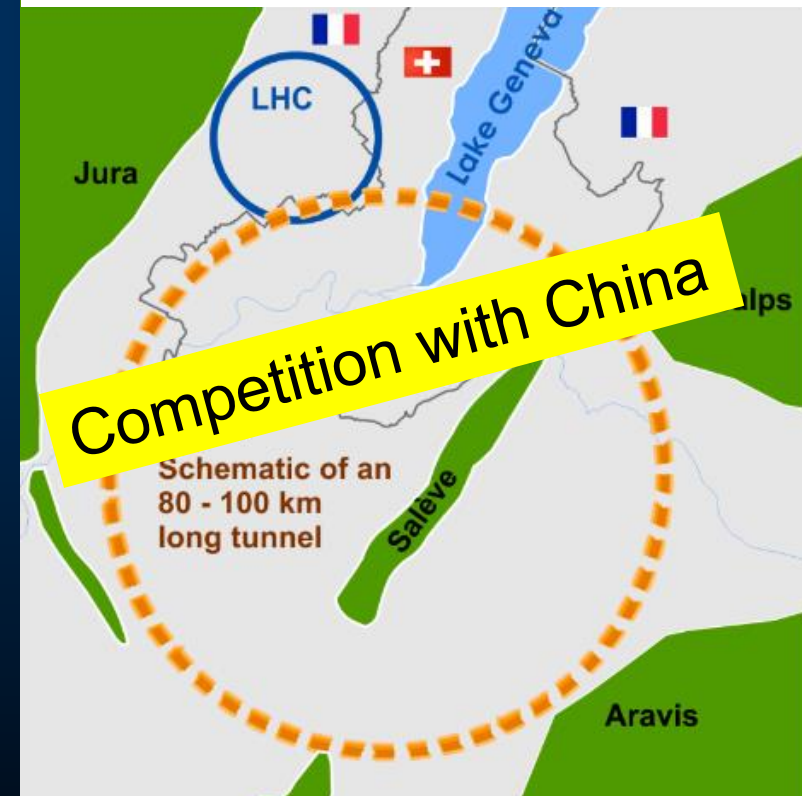 LHC
Lake Geneva
Jura
Competition with China
alps
Schematic of an
80 - 100 km
long tunnel
Salève
Aravis